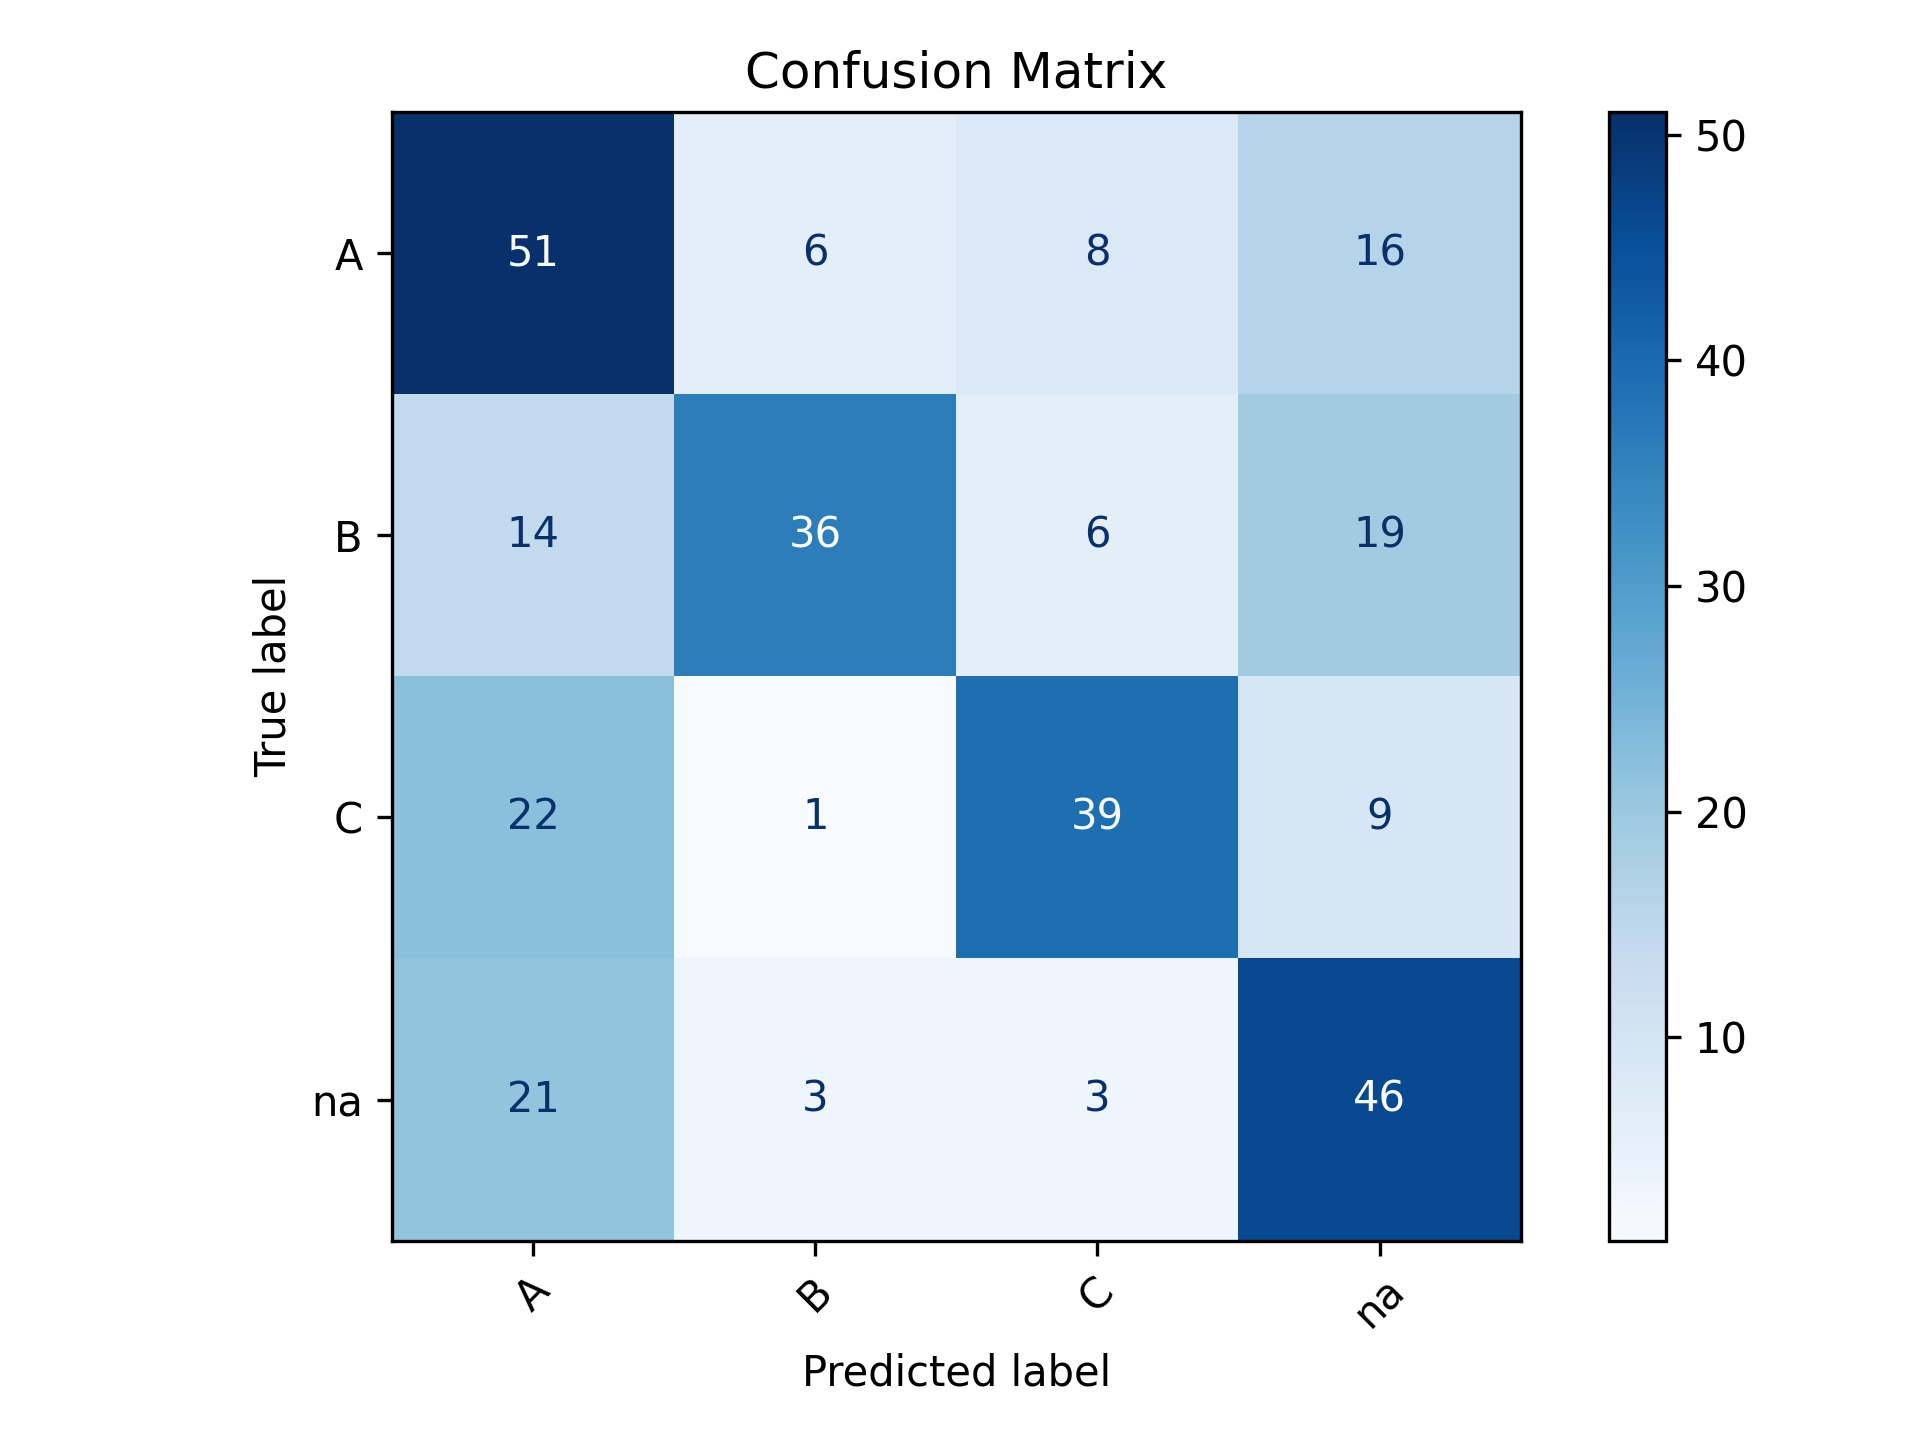 Confusion Matrix
A 51 6 8 16
B 14 36 6 19
C 22 1 39 9
na 21 3 3 46
A B C na
Predicted label
True label
50
40
30
20
10